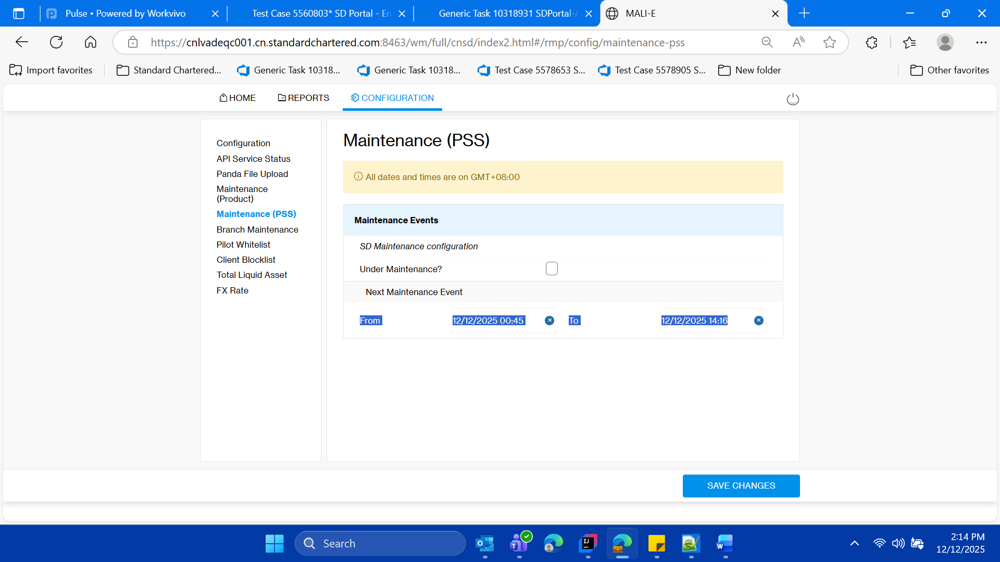 Pulse • Powered by Workvivo
Test Case 5560803* SD Portal - En
Generic Task 10318931 SDPortal-A
MALI-E
https://cnlvadeqc001.cn.standardchartered.com:8463/wm/full/cnsd/index2.html#/rmp/config/maintenance-pss
Import favorites
Standard Chartered...
Generic Task 10318...
Generic Task 10318...
Test Case 5578653 S...
Test Case 5578905 S...
New folder
Other favorites
HOME
REPORTS
CONFIGURATION
Configuration
API Service Status
Panda File Upload
Maintenance
(Product)
Maintenance (PSS)
Branch Maintenance
Pilot Whitelist
Client Blocklist
Total Liquid Asset
FX Rate
Maintenance (PSS)
All dates and times are on GMT+08:00
Maintenance Events
SD Maintenance configuration
Under Maintenance?
Next Maintenance Event
From 12/12/2025 00:45 To 12/12/2025 14:16
SAVE CHANGES
Search
2:14 PM
12/12/2025